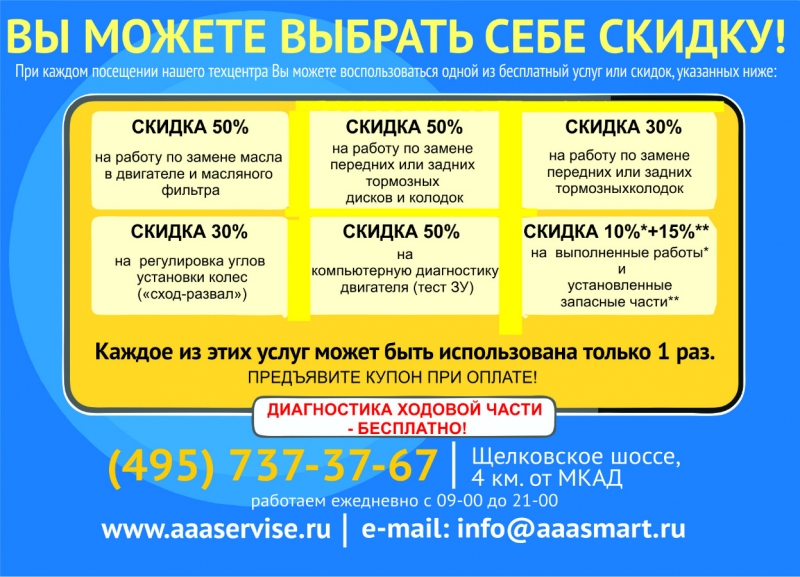 ВЫ МОЖЕТЕ ВЫБРАТЬ СЕБЕ СКИДКУ!
При каждом посещении нашего техцентра Вы можете воспользоваться одной из бесплатный услуг или скидок, указанных ниже:
СКИДКА 50%
на работу по замене масла
в двигателе и масляного
фильтра
СКИДКА 50%
на работу по замене
передних или задних
тормозных
дисков и колодок
СКИДКА 30%
на работу по замене
передних или задних
тормозныхколодок
СКИДКА 30%
на регулировка углов
установки колес
(«сход-развал»)
СКИДКА 50%
на
компьютерную диагностику
двигателя (тест ЗУ)
СКИДКА 10%*+15%**
на выполненные работы*
и
установленные
запасные части**
Каждое из этих услуг может быть использована только 1 раз.
ПРЕДЪЯВИТЕ КУПОН ПРИ ОПЛАТЕ!
ДИАГНОСТИКА ХОДОВОЙ ЧАСТИ
- БЕСПЛАТНО!
(495) 737-37-67
Щелковское шоссе,
4 км. от МКАД
работаем ежедневно с 09-00 до 21-00
www.aaaservise.ru | e-mail: info@aaasmart.ru